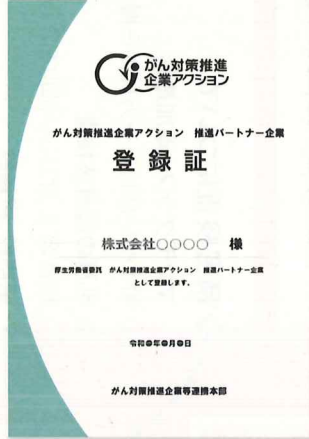 がん対策推進
企業アクション
がん対策推進企業アクション 推進パートナー企業
登録証
株式会社○○○○ 様
厚生労働省委託 がん対策推進企業アクション 推進パートナー企業
として登録します。
令和○年○月○日
がん対策推進企業等連携本部